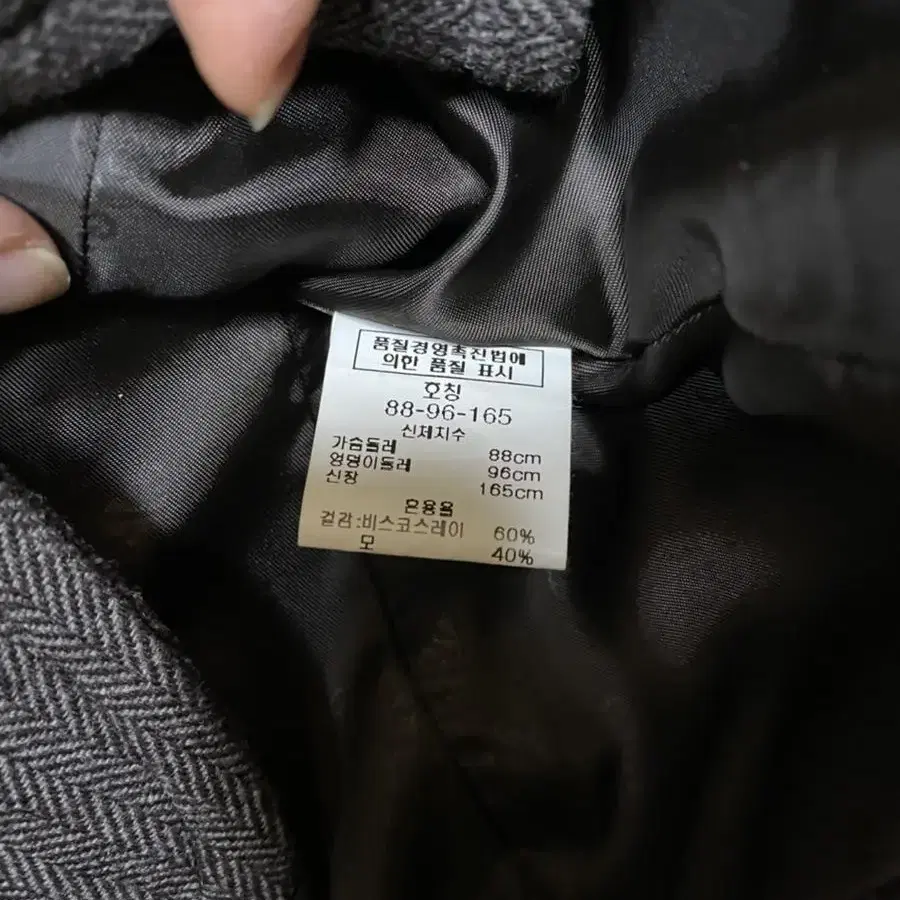 품질경영촉진법에
의한 품질 표시
호칭
88-96-165
신체치수
가슴둘레 88cm
엉덩이둘레 96cm
신장 165cm
혼용율
겉감:비스코스레이 60%
모 40%